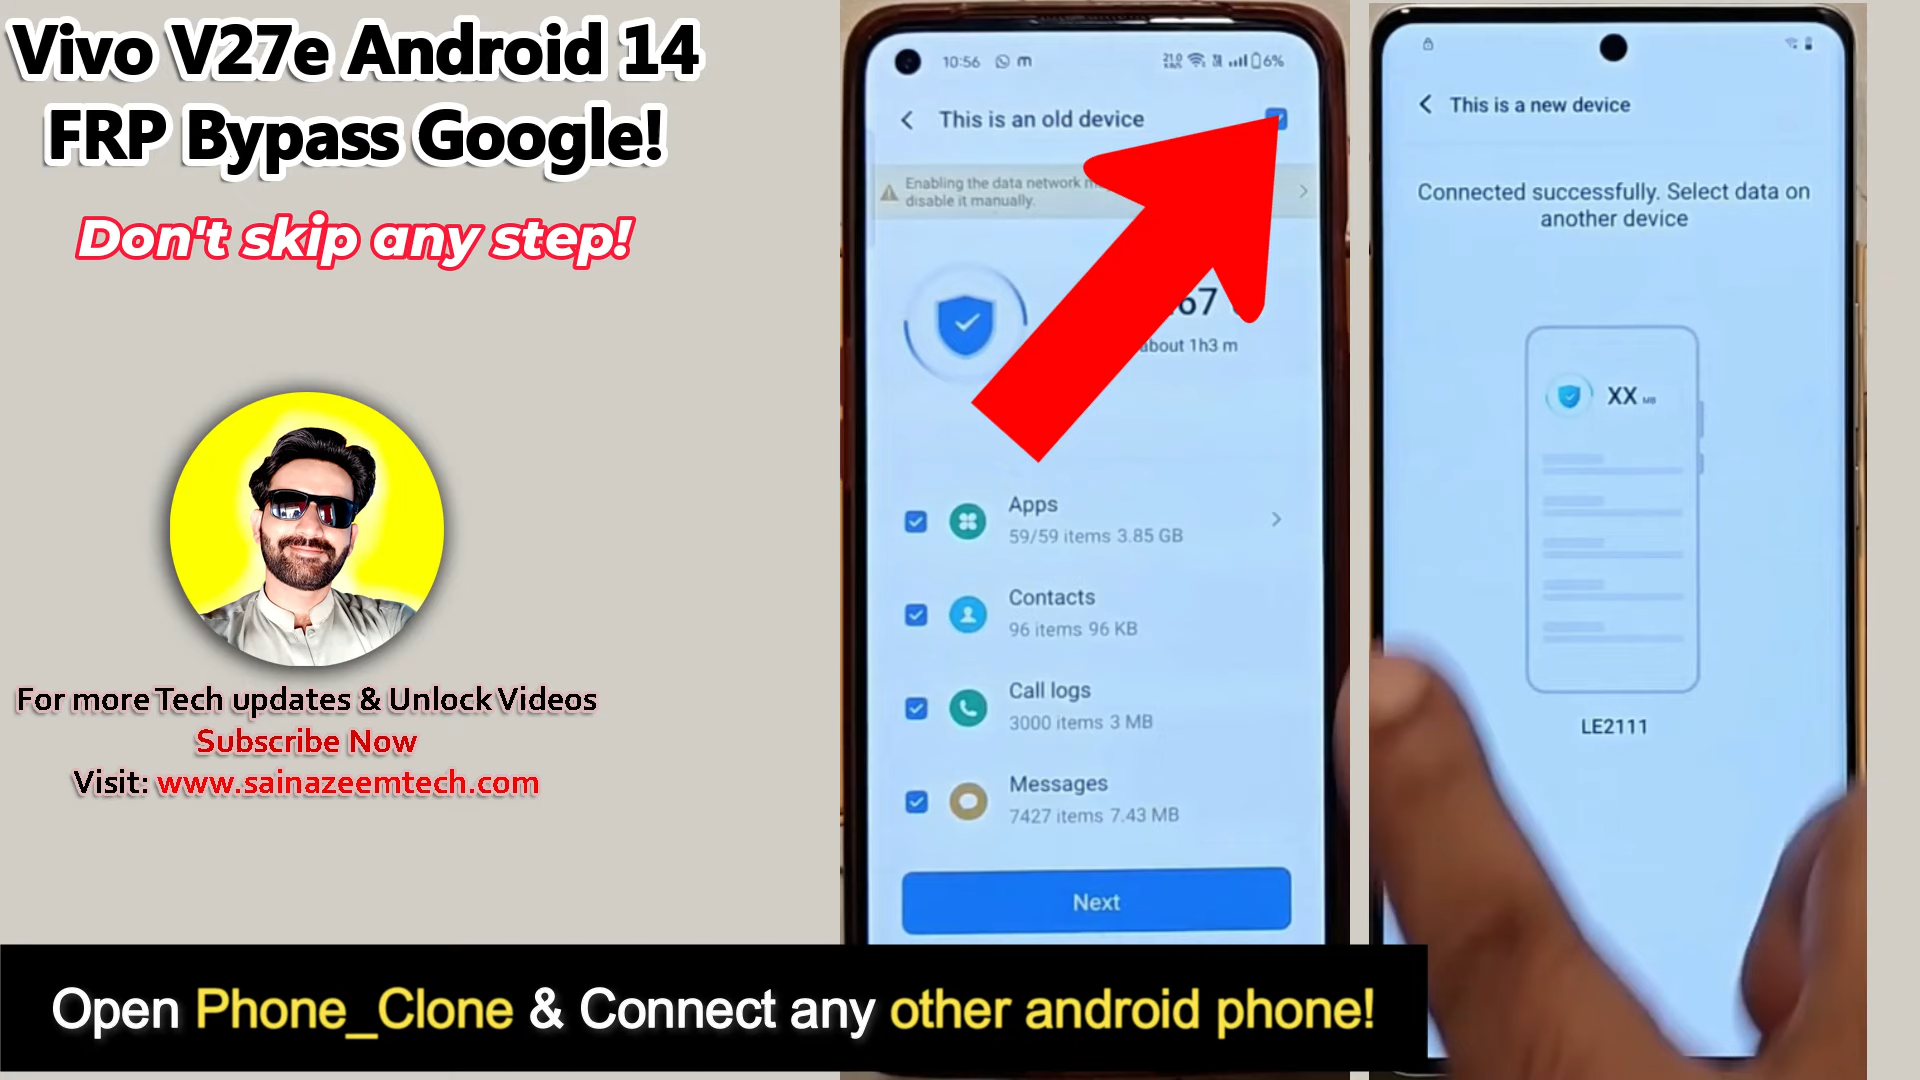 Vivo V27e Android 14
FRP Bypass Google!
Don't skip any step!
For more Tech updates & Unlock Videos
Subscribe Now
Visit: www.sainazeemtech.com
10:56
6%
This is an old device
Enabling the data network
disable it manually.
67
about 1h3 m
Apps
59/59 items 3.85 GB
Contacts
96 items 96 KB
Call logs
3000 items 3 MB
Messages
7427 items 7.43 MB
Next
This is a new device
Connected successfully. Select data on
another device
XX MB
LE2111
Open Phone_Clone & Connect any other android phone!